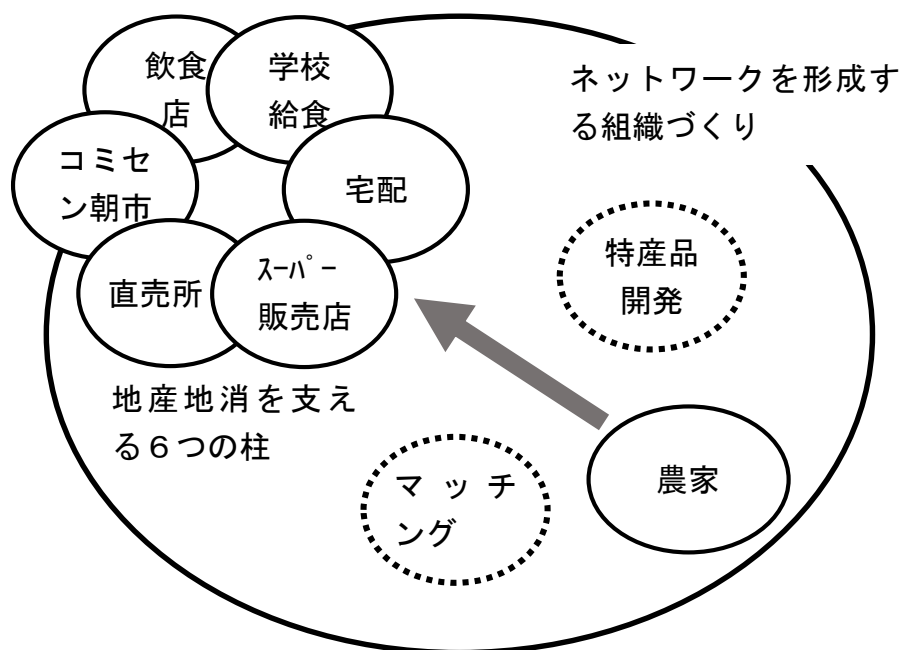 飲食
店
学校
給食
ネットワークを形成す
る組織づくり
コミセ
ン朝市
宅配
特産品
開発
直売所
ｽｰﾊﾟｰ
販売店
地産地消を支え
る６つの柱
マッチ
ング
農家